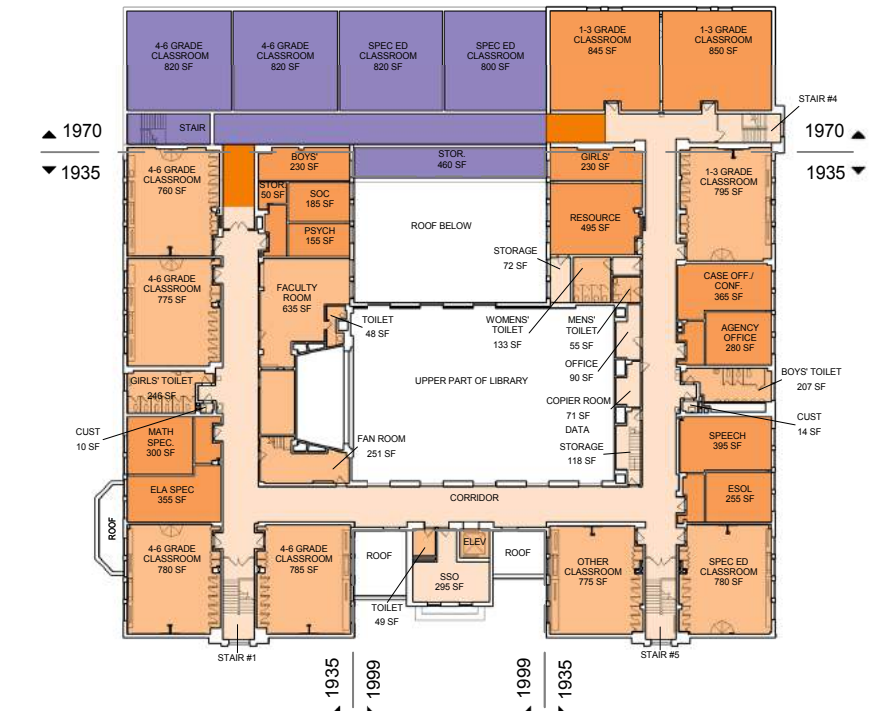 4-6 GRADE
CLASSROOM
820 SF
4-6 GRADE
CLASSROOM
820 SF
SPEC ED
CLASSROOM
820 SF
SPEC ED
CLASSROOM
800 SF
1-3 GRADE
CLASSROOM
845 SF
1-3 GRADE
CLASSROOM
850 SF
STAIR #4
1970
1935
STAIR
1970
1935
4-6 GRADE
CLASSROOM
760 SF
BOYS'
230 SF
STOR.
50 SF
SOC
185 SF
PSYCH
155 SF
STOR.
460 SF
GIRLS'
230 SF
1-3 GRADE
CLASSROOM
795 SF
ROOF BELOW
RESOURCE
495 SF
STORAGE
72 SF
4-6 GRADE
CLASSROOM
775 SF
FACULTY
ROOM
635 SF
TOILET
48 SF
WOMENS'
TOILET
133 SF
MENS'
TOILET
55 SF
CASE OFF./
CONF.
365 SF
AGENCY
OFFICE
280 SF
OFFICE
90 SF
UPPER PART OF LIBRARY
COPIER ROOM
71 SF
GIRLS' TOILET
246 SF
BOYS' TOILET
207 SF
CUST
10 SF
CUST
14 SF
MATH
SPEC.
300 SF
FAN ROOM
251 SF
DATA
STORAGE
118 SF
SPEECH
395 SF
ELA SPEC
355 SF
ESOL
255 SF
CORRIDOR
ROOF
4-6 GRADE
CLASSROOM
780 SF
4-6 GRADE
CLASSROOM
785 SF
ROOF
ELEV
ROOF
SSO
295 SF
TOILET
49 SF
OTHER
CLASSROOM
775 SF
SPEC ED
CLASSROOM
780 SF
STAIR #1
STAIR #5
1935
1999
1999
1935